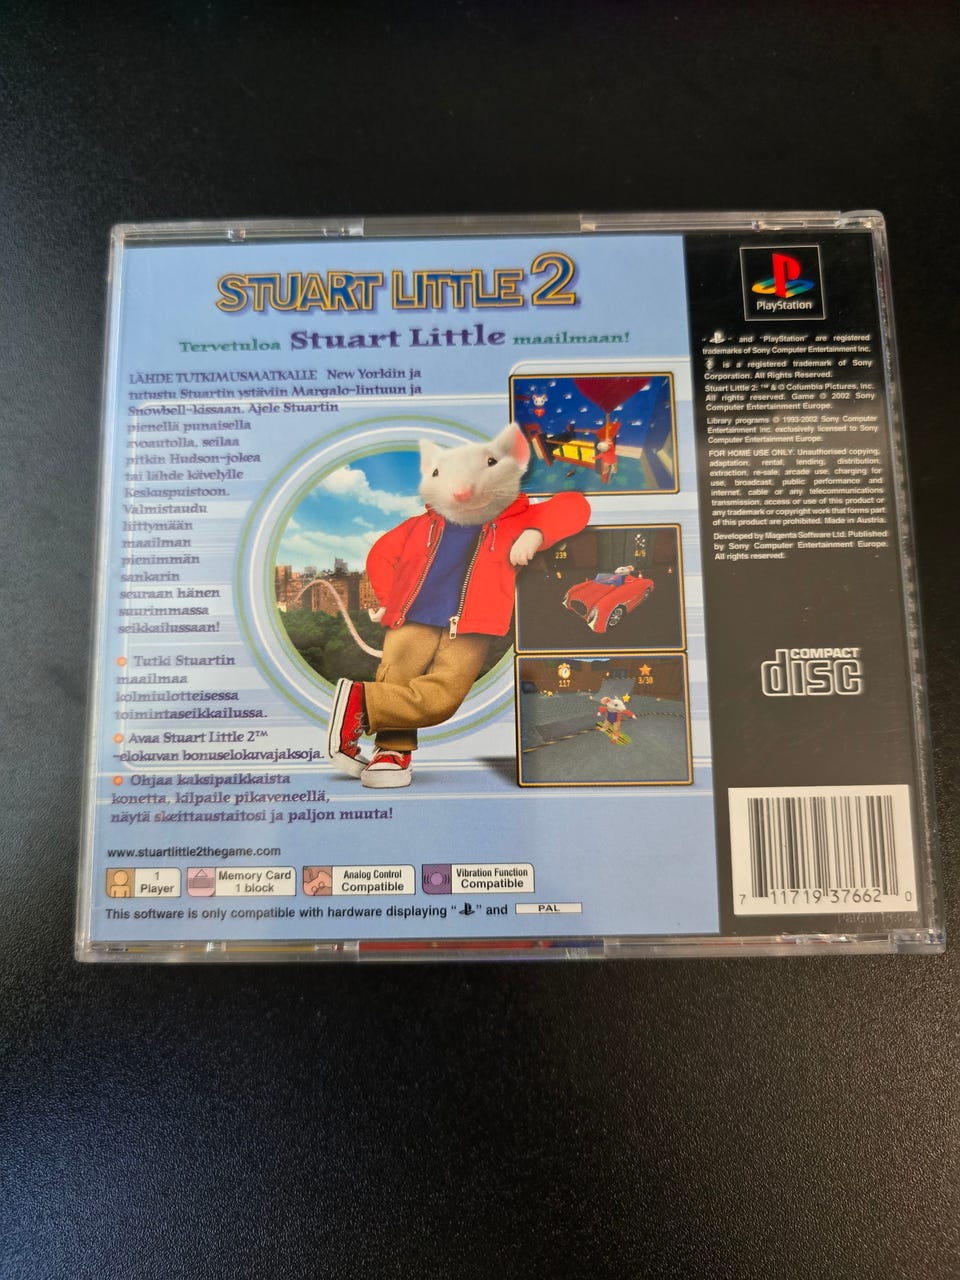 STUART LITTLE 2
Tervetuloa Stuart Little maailmaan!
LÄHDE TUTKIMUSMATKALLE New Yorkiin ja
tutustu Stuartin ystäviin Margalo-lintuun ja
Snowbell-kissaan. Ajele Stuartin
pienellä punaisella
avoautolla, seilaa
pitkin Hudson-jokea
tai lähde kävelylle
Keskuspuistoon.
Valmistaudu
liittymään
maailman
pienimmän
sankarin
seuraan hänen
suurimmassa
seikkailussaan!
Tutki Stuartin
maailmaa
kolmiulotteisessa
toimintaseikkailussa.
Avaa Stuart Little 2™
-elokuvan bonuselokuvajaksoja.
Ohjaa kaksipaikkaista
konetta, kilpaile pikaveneellä,
näytä skeittaustaitosi ja paljon muuta!
239
4/5
117
3/30
www.stuartlittle2thegame.com
1
Player
Memory Card
1 block
Analog Control
Compatible
Vibration Function
Compatible
This software is only compatible with hardware displaying " " and PAL
PlayStation
" " and "PlayStation" are registered
trademarks of Sony Computer Entertainment Inc.
is a registered trademark of Sony
Corporation. All Rights Reserved.
Stuart Little 2: ™ & © Columbia Pictures, Inc.
All rights reserved. Game © 2002 Sony
Computer Entertainment Europe.
Library programs © 1993-2002 Sony Computer
Entertainment Inc. exclusively licensed to Sony
Computer Entertainment Europe.
FOR HOME USE ONLY. Unauthorised copying,
adaptation, rental, lending, distribution,
extraction, re-sale, arcade use, charging for
use, broadcast, public performance and
internet, cable or any telecommunications
transmission, access or use of this product or
any trademark or copyright work that forms part
of this product are prohibited. Made in Austria.
Developed by Magenta Software Ltd. Published
by Sony Computer Entertainment Europe.
All rights reserved.
COMPACT
disc
7 11719 37662 0